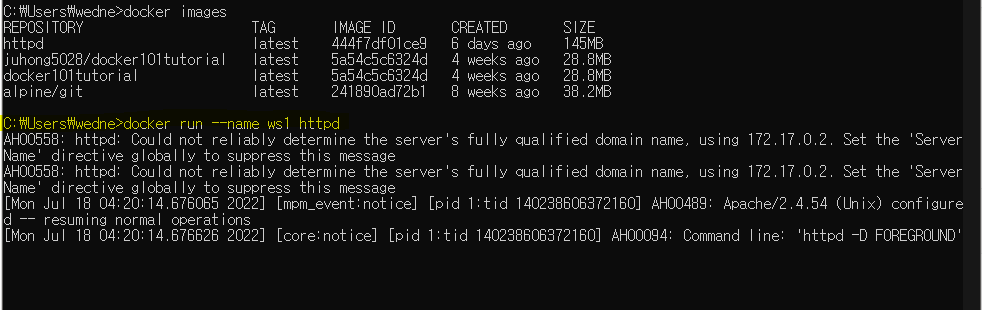 C:₩Users₩wedne>docker images
REPOSITORY TAG IMAGE ID CREATED SIZE
httpd latest 444f7df01ce9 6 days ago 145MB
juhong5028/docker101tutorial latest 5a54c5c6324d 4 weeks ago 28.8MB
docker101tutorial latest 5a54c5c6324d 4 weeks ago 28.8MB
alpine/git latest 241890ad72b1 8 weeks ago 38.2MB
C:₩Users₩wedne>docker run --name ws1 httpd
AH00558: httpd: Could not reliably determine the server's fully qualified domain name, using 172.17.0.2. Set the 'Server
Name' directive globally to suppress this message
AH00558: httpd: Could not reliably determine the server's fully qualified domain name, using 172.17.0.2. Set the 'Server
Name' directive globally to suppress this message
[Mon Jul 18 04:20:14.676065 2022] [mpm_event:notice] [pid 1:tid 140238606372160] AH00489: Apache/2.4.54 (Unix) configure
d -- resuming normal operations
[Mon Jul 18 04:20:14.676626 2022] [core:notice] [pid 1:tid 140238606372160] AH00094: Command line: 'httpd -D FOREGROUND'